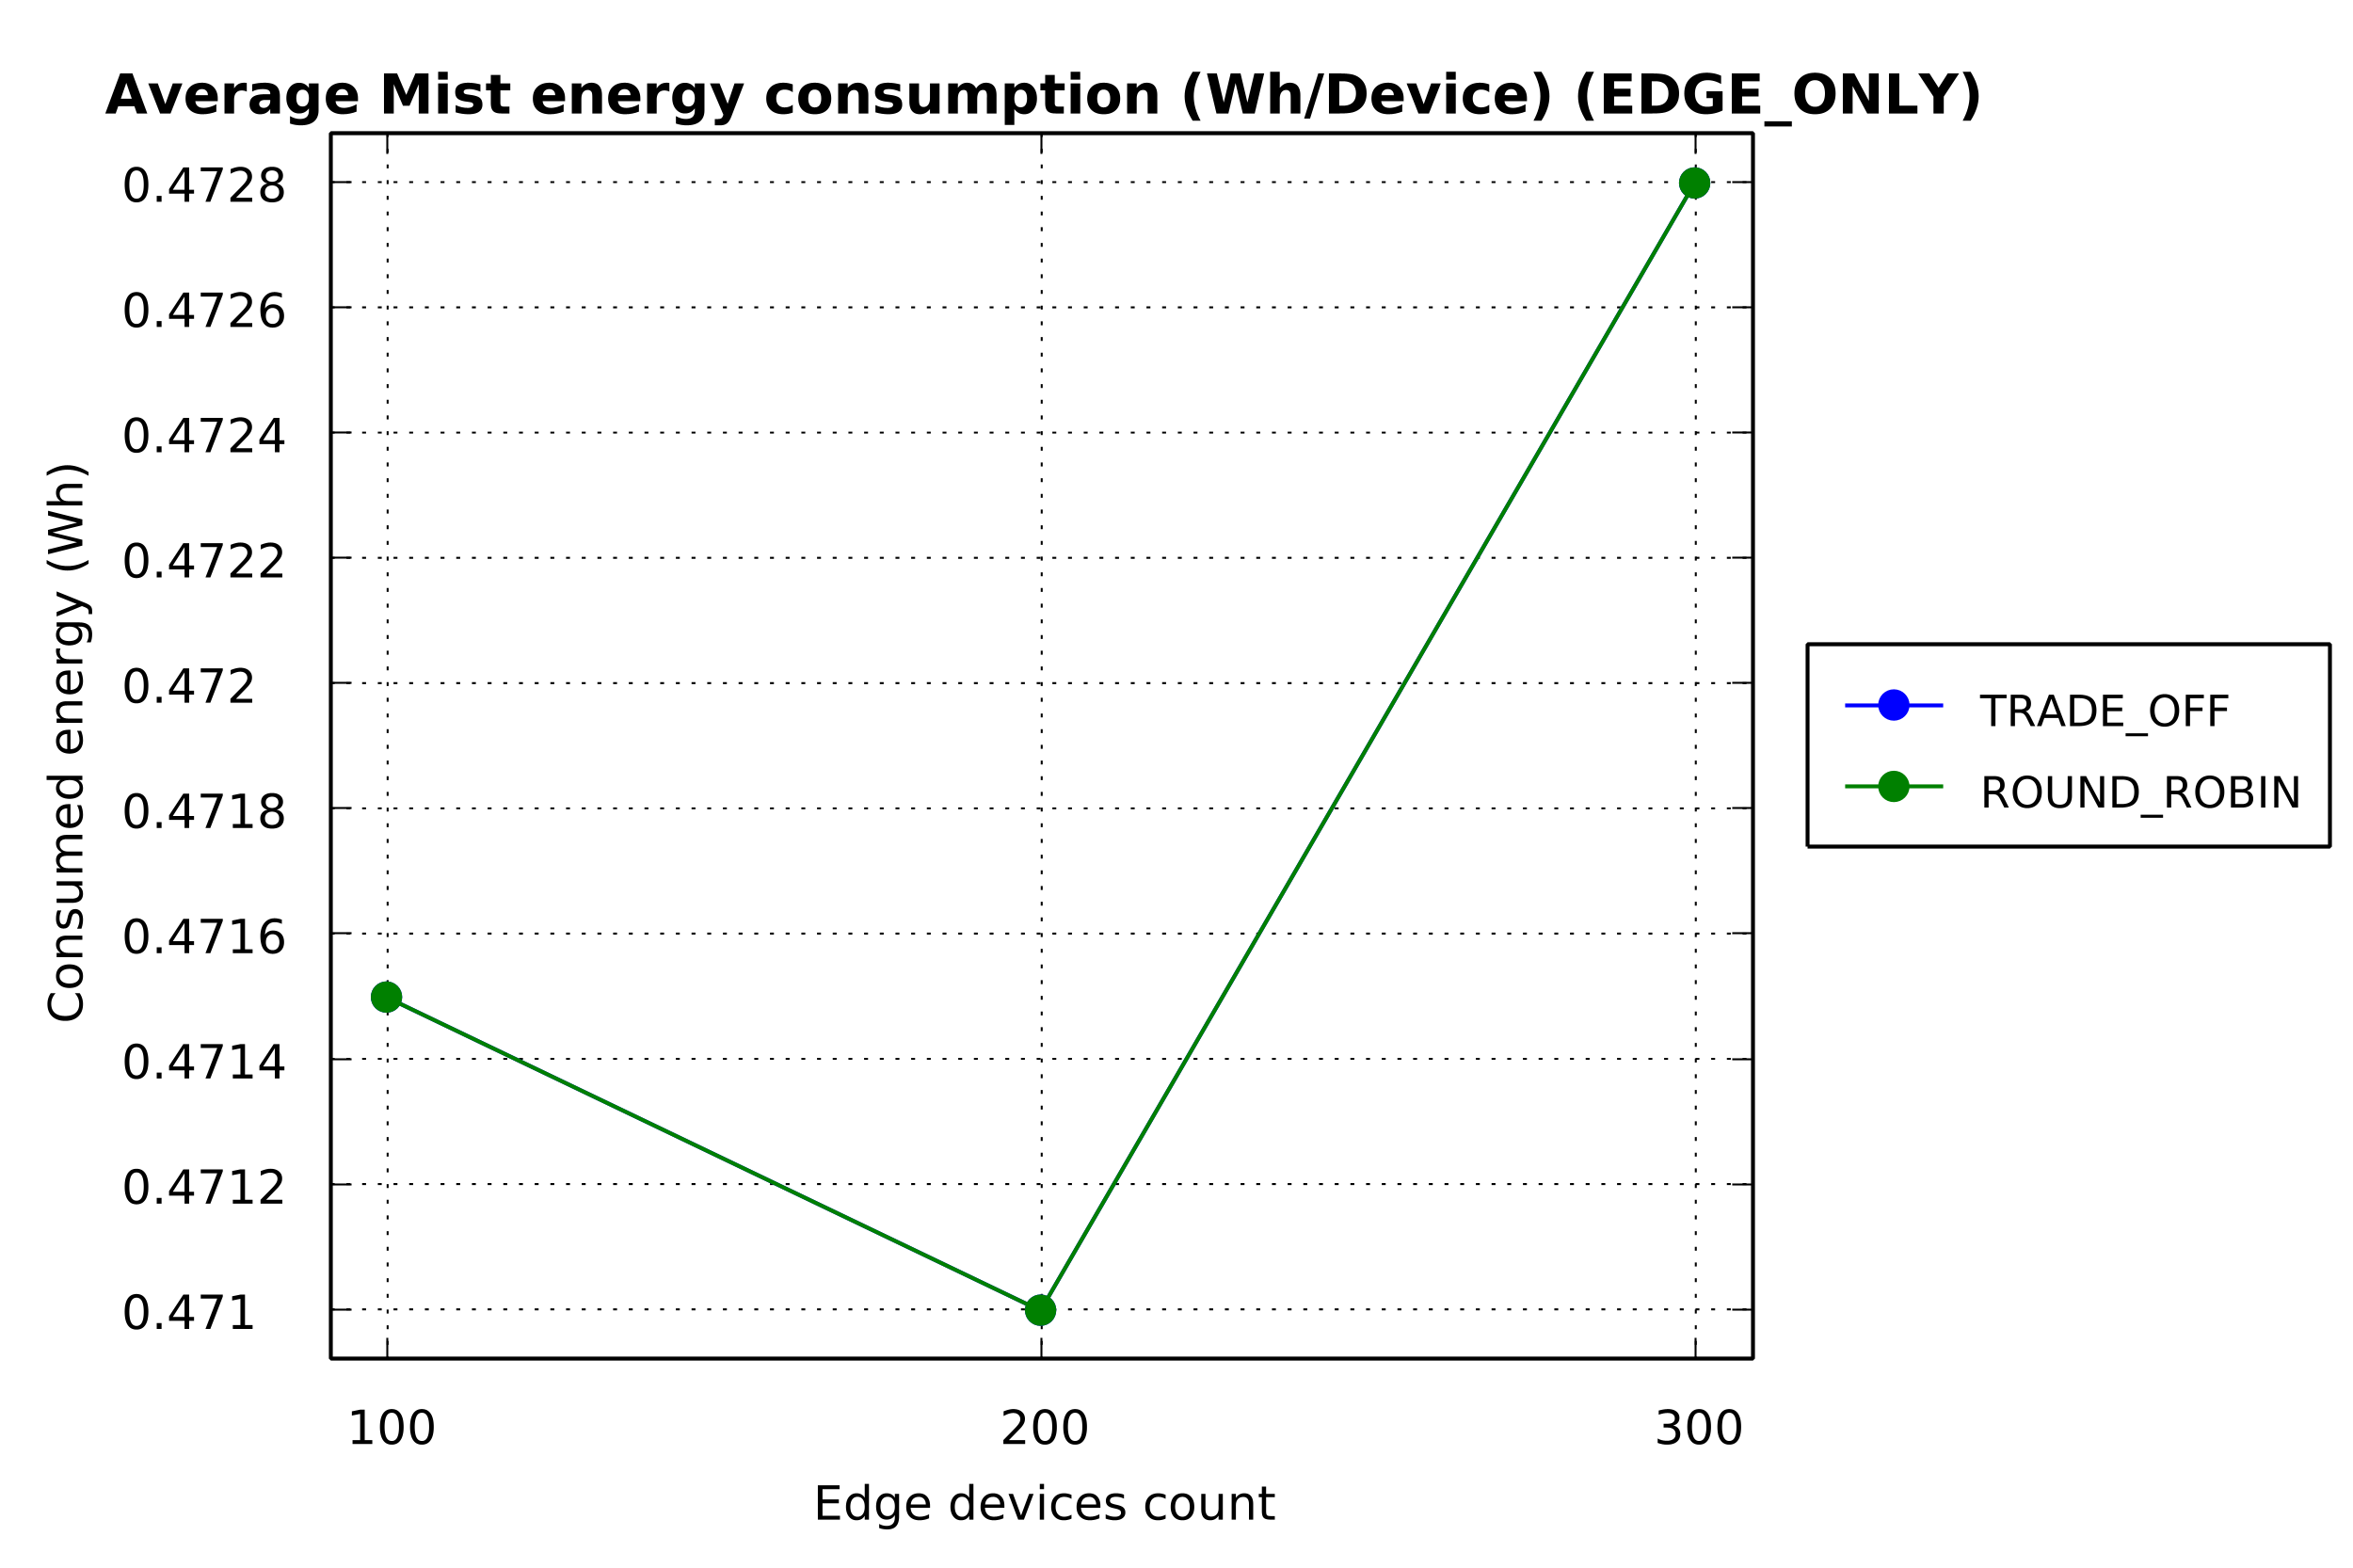 Average Mist energy consumption (Wh/Device) (EDGE_ONLY)
0.4728
0.4726
0.4724
0.4722
0.472
0.4718
0.4716
0.4714
0.4712
0.471
Consumed energy (Wh)
100
200
300
Edge devices count
TRADE_OFF
ROUND_ROBIN